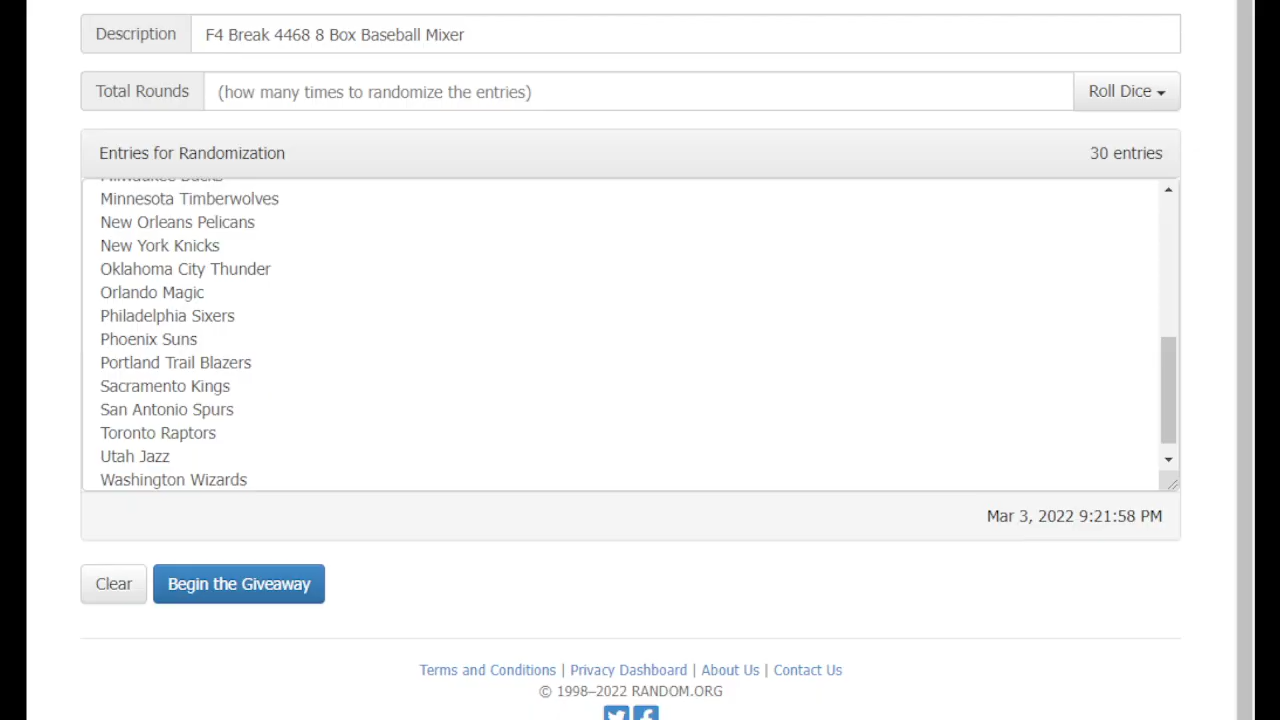 Description F4 Break 4468 8 Box Baseball Mixer
Total Rounds (how many times to randomize the entries) Roll Dice
Entries for Randomization 30 entries
Milwaukee Bucks
Minnesota Timberwolves
New Orleans Pelicans
New York Knicks
Oklahoma City Thunder
Orlando Magic
Philadelphia Sixers
Phoenix Suns
Portland Trail Blazers
Sacramento Kings
San Antonio Spurs
Toronto Raptors
Utah Jazz
Washington Wizards
Mar 3, 2022 9:21:58 PM
Clear Begin the Giveaway
Terms and Conditions | Privacy Dashboard | About Us | Contact Us
© 1998–2022 RANDOM.ORG